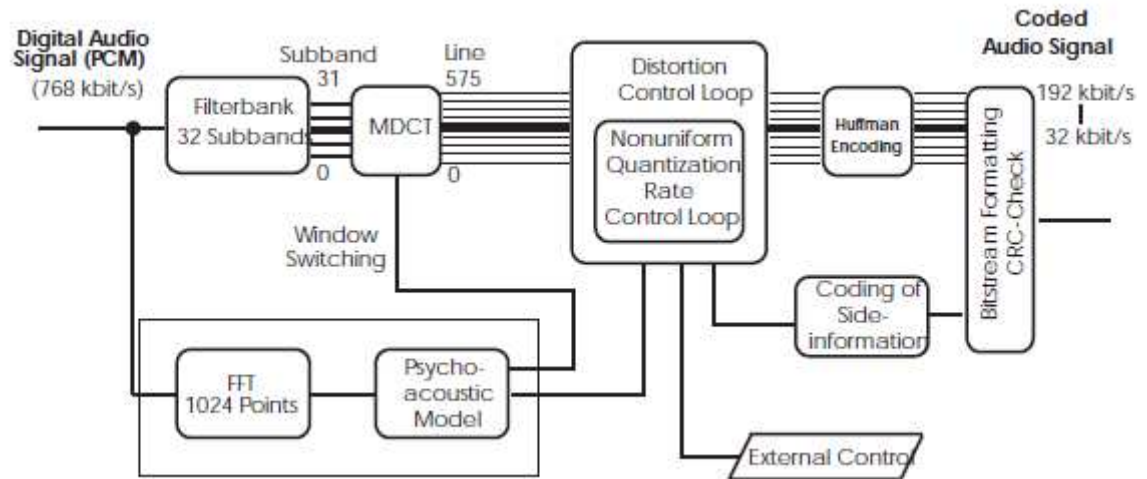 Digital Audio
Signal (PCM)
(768 kbit/s)
Filterbank
32 Subbands
Subband
31
0
MDCT
Line
575
0
Window
Switching
FFT
1024 Points
Psycho-
acoustic
Model
Distortion
Control Loop
Nonuniform
Quantization
Rate
Control Loop
Huffman
Encoding
Coding of
Side-
information
External Control
Bitstream Formatting
CRC-Check
Coded
Audio Signal
192 kbit/s
32 kbit/s